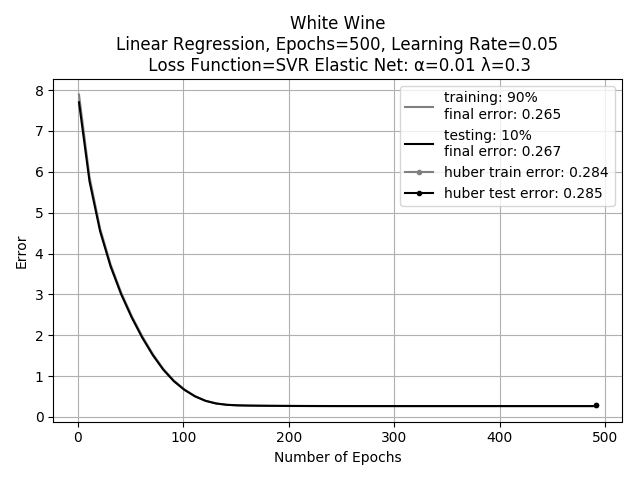 White Wine
Linear Regression, Epochs=500, Learning Rate=0.05
Loss Function=SVR Elastic Net: α=0.01 λ=0.3
training: 90%
final error: 0.265
testing: 10%
final error: 0.267
huber train error: 0.284
huber test error: 0.285
Error
8
7
6
5
4
3
2
1
0
0 100 200 300 400 500
Number of Epochs